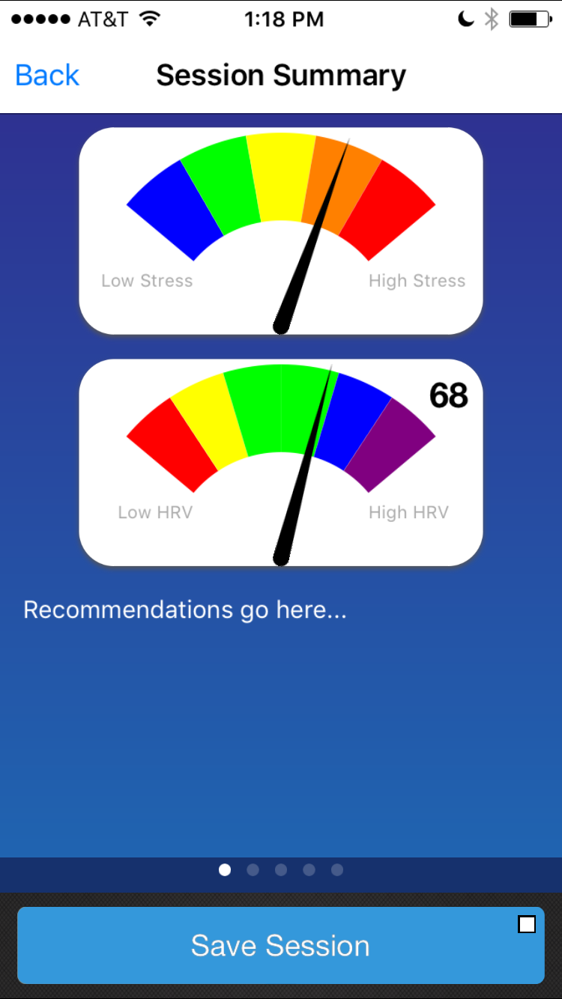 AT&T 1:18 PM
Back Session Summary
Low Stress High Stress
68
Low HRV High HRV
Recommendations go here...
Save Session